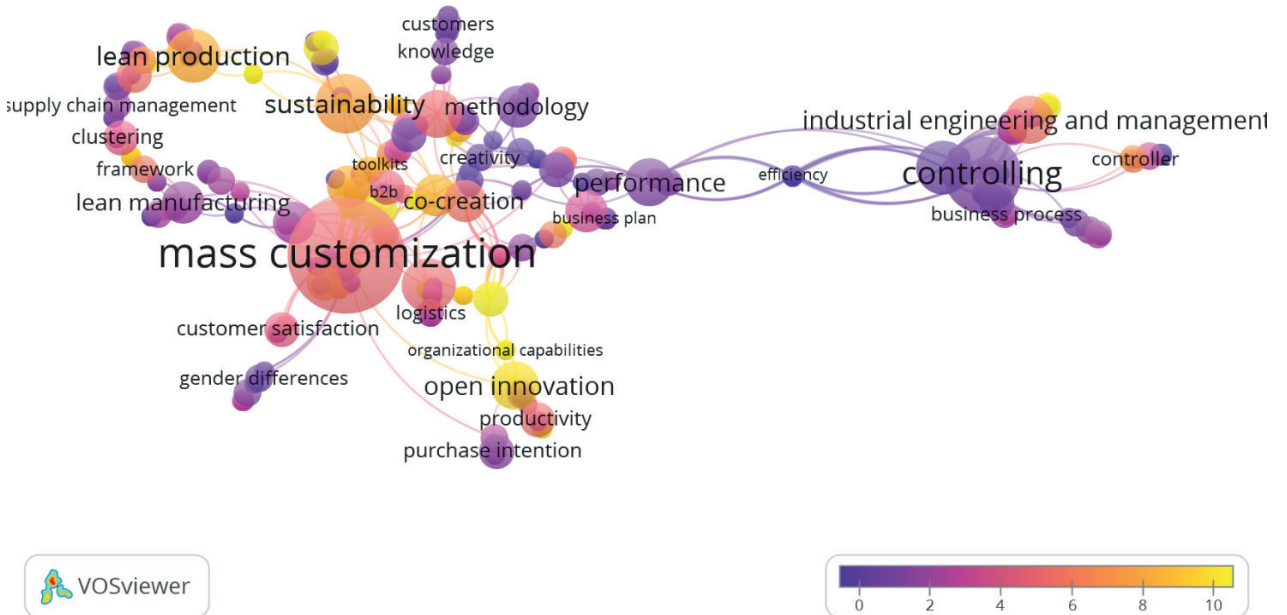 customers
knowledge
lean production
sustainability
methodology
supply chain management
clustering
toolkits
creativity
framework
b2b
lean manufacturing
co-creation
performance
business plan
efficiency
industrial engineering and management
controller
controlling
business process
mass customization
logistics
customer satisfaction
organizational capabilities
gender differences
open innovation
productivity
purchase intention
VOSviewer
0 2 4 6 8 10